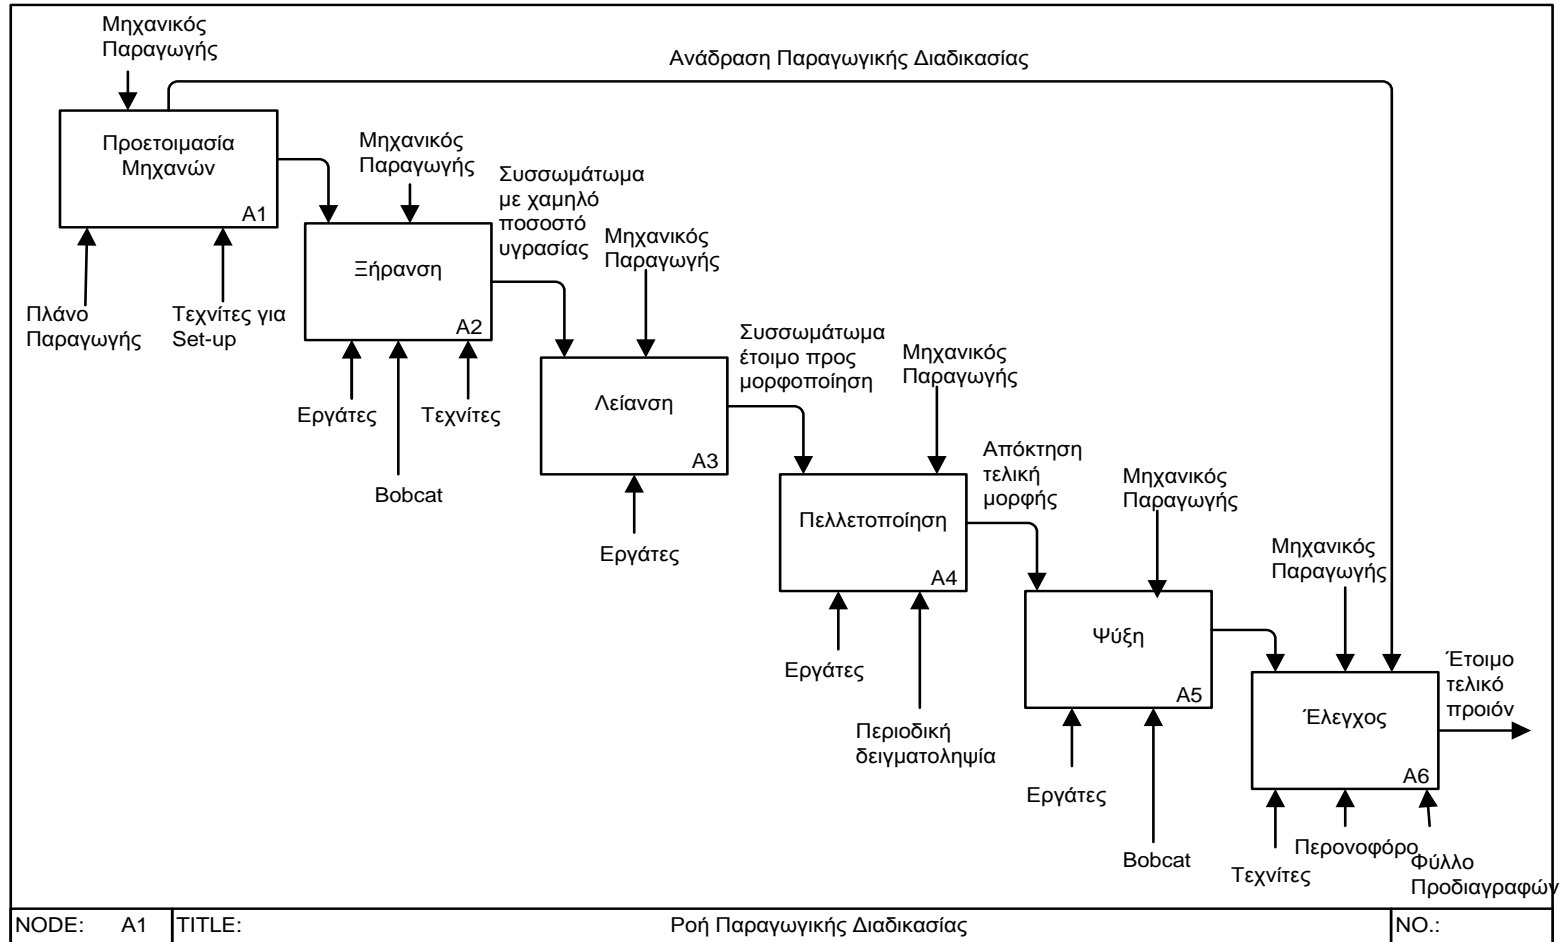 Μηχανικός
Παραγωγής
Ανάδραση Παραγωγικής Διαδικασίας
Προετοιμασία
Μηχανών
A1
Μηχανικός
Παραγωγής
Συσσωμάτωμα
με χαμηλό
ποσοστό
υγρασίας
Πλάνο
Παραγωγής
Τεχνίτες για
Set-up
Ξήρανση
A2
Μηχανικός
Παραγωγής
Εργάτες
Τεχνίτες
Bobcat
Λείανση
A3
Συσσωμάτωμα
έτοιμο προς
μορφοποίηση
Μηχανικός
Παραγωγής
Εργάτες
Πελλετοποίηση
A4
Απόκτηση
τελική
μορφής
Μηχανικός
Παραγωγής
Εργάτες
Περιοδική
δειγματοληψία
Ψύξη
A5
Μηχανικός
Παραγωγής
Εργάτες
Bobcat
Έλεγχος
A6
Έτοιμο
τελικό
προιόν
Τεχνίτες
Περονοφόρο
Φύλλο
Προδιαγραφών
NODE: A1
TITLE: Ροή Παραγωγικής Διαδικασίας
NO.: